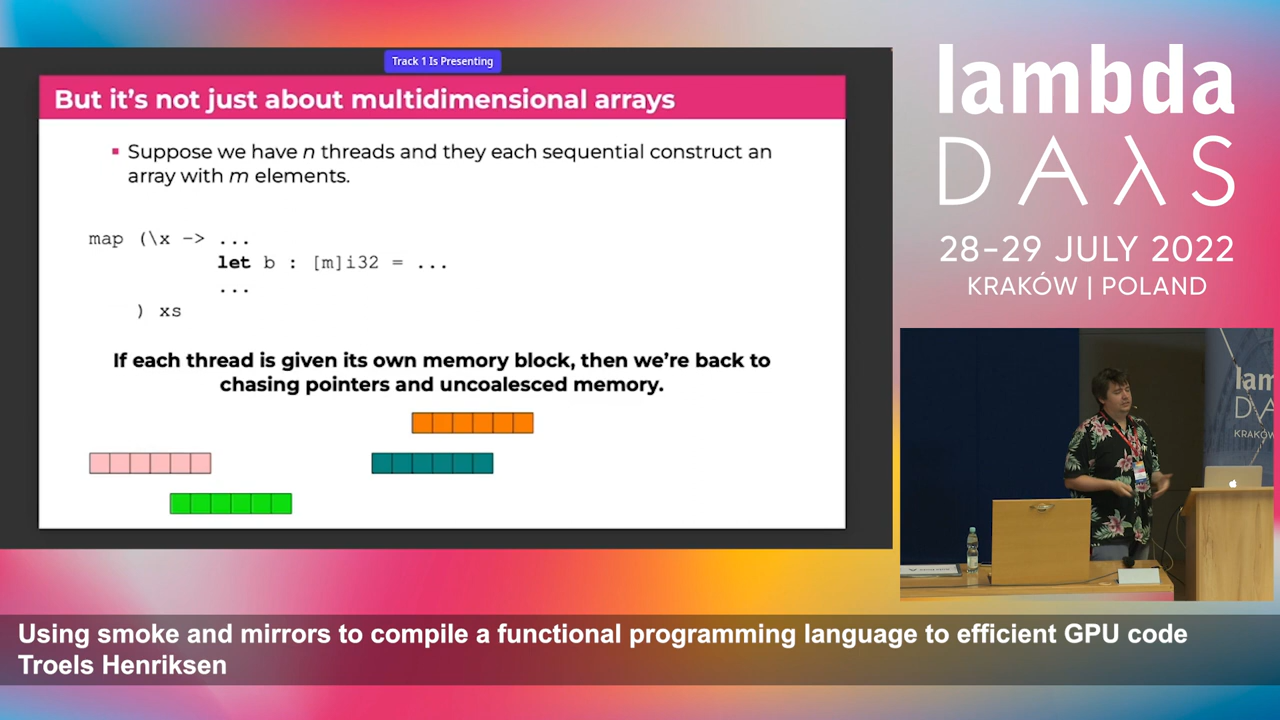 Track 1 Is Presenting
But it's not just about multidimensional arrays
▪ Suppose we have n threads and they each sequential construct an
array with m elements.
map (\x -> ...
let b : [m]i32 = ...
...
) xs
If each thread is given its own memory block, then we're back to
chasing pointers and uncoalesced memory.
lambda
DAλS
28–29 JULY 2022
KRAKÓW | POLAND
lam
DA
KRAKÓW
Using smoke and mirrors to compile a functional programming language to efficient GPU code
Troels Henriksen